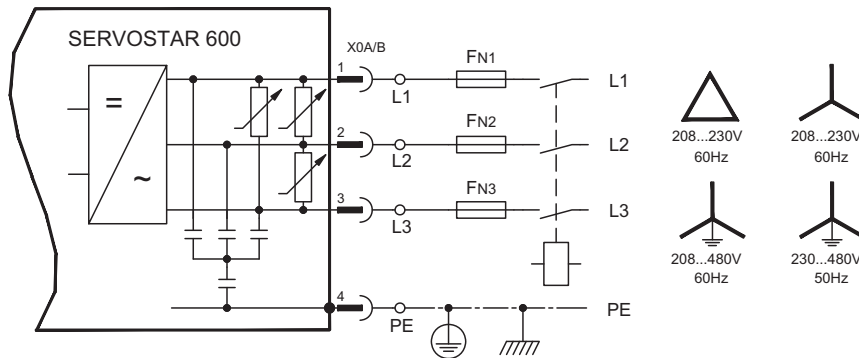 SERVOSTAR 600
X0A/B
=
~
1
L1
FN1
L1
2
L2
FN2
L2
3
L3
FN3
L3
4
PE
PE
208...230V
60Hz
208...230V
60Hz
208...480V
60Hz
230...480V
50Hz